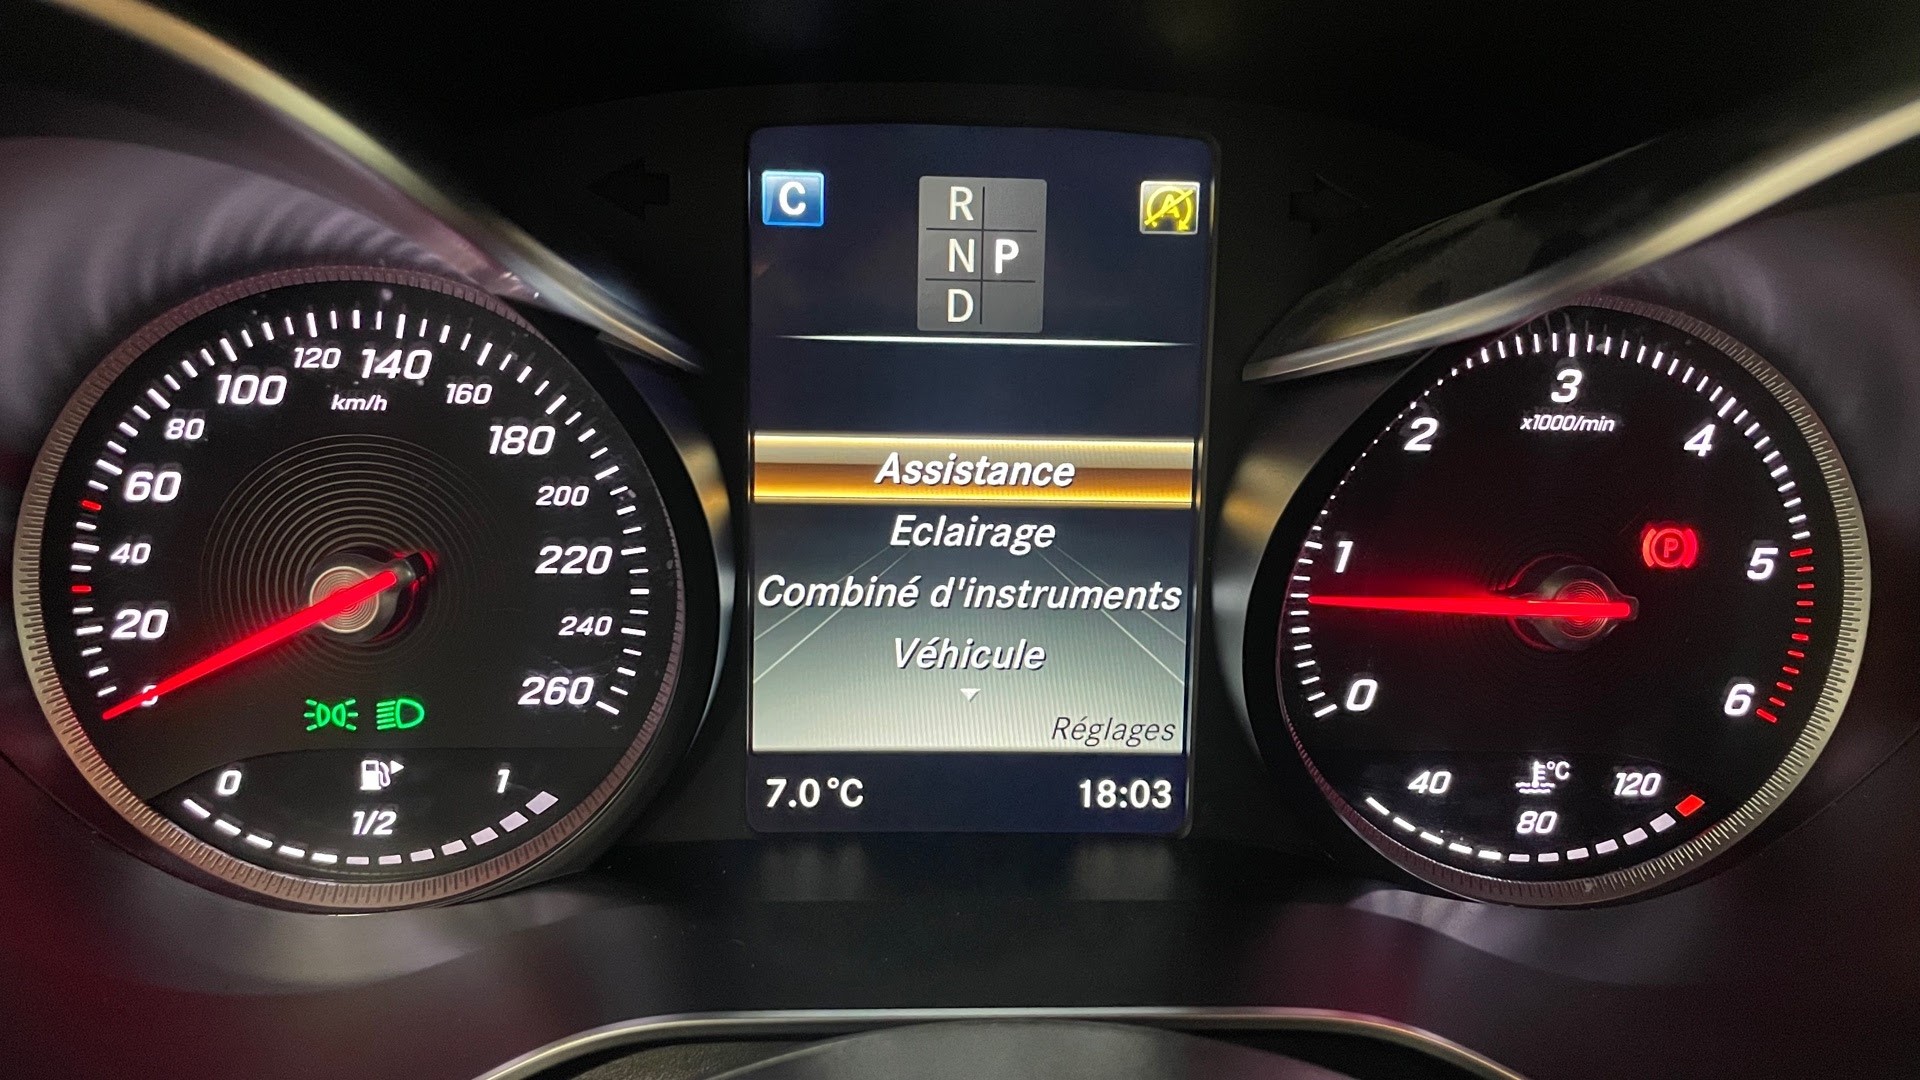 0
20
40
60
80
100
120
140
160
180
200
220
240
260
km/h
0
1/2
1
C
R
N P
D
A
Assistance
Eclairage
Combiné d'instruments
Véhicule
Réglages
7.0 °C
18:03
0
1
2
3
4
5
6
x1000/min
P
40
80
120
°C